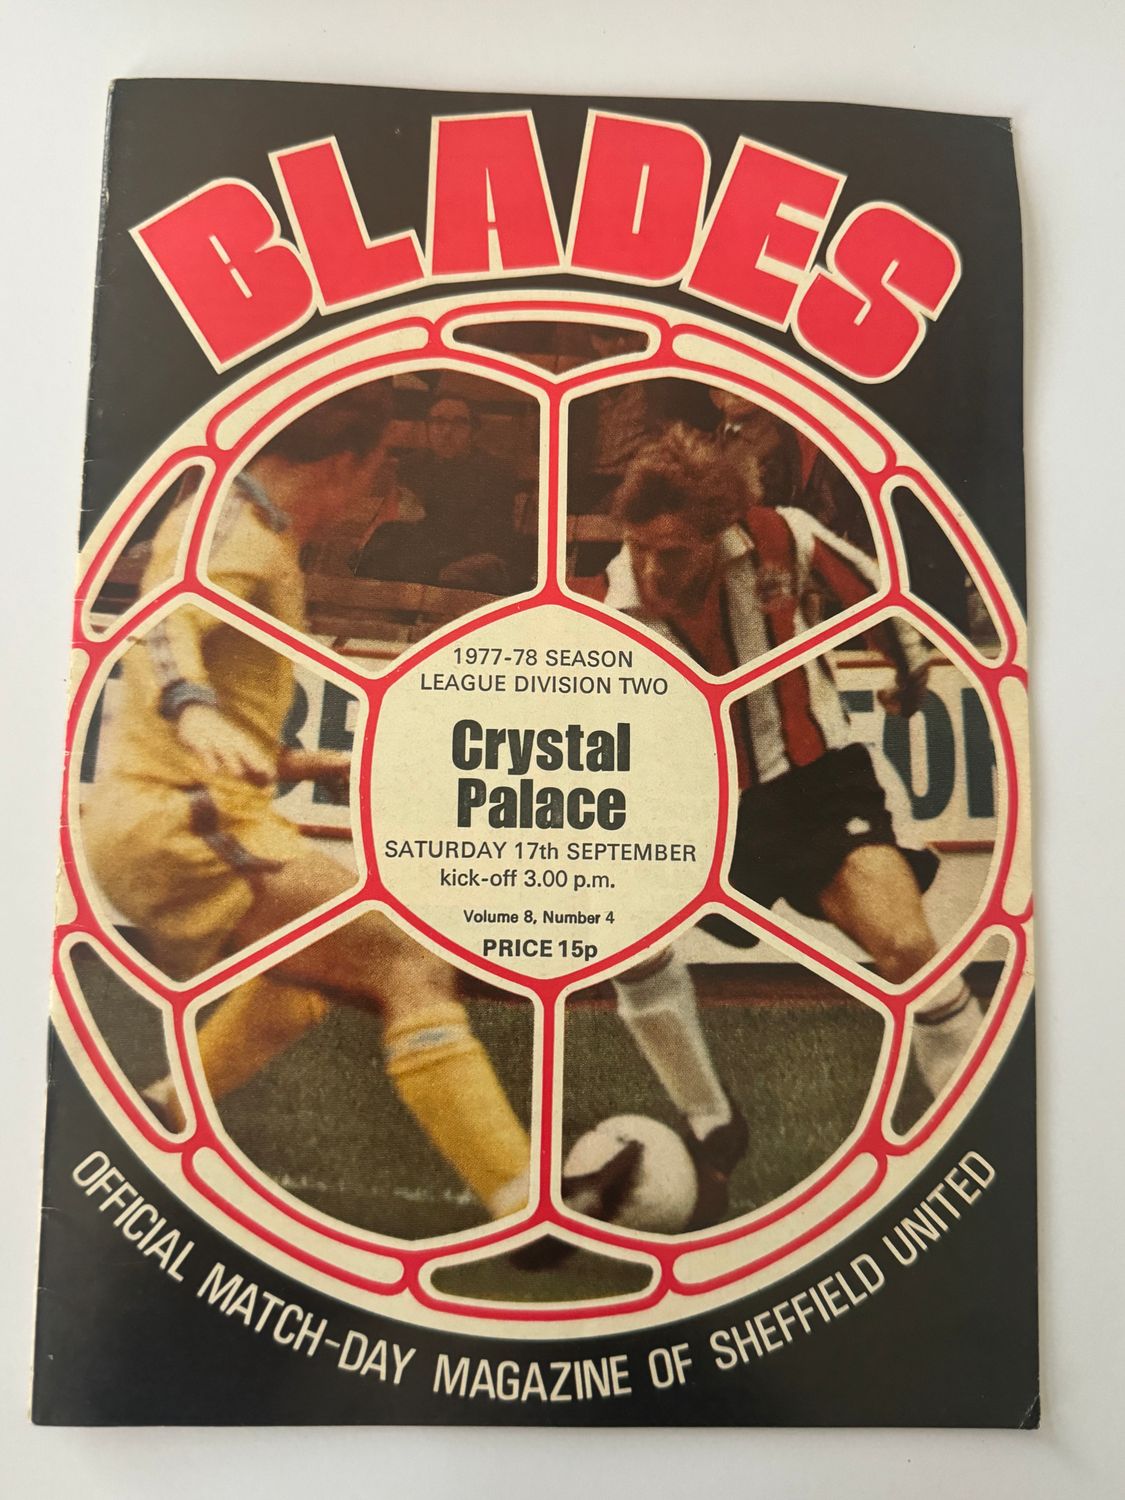 BLADES
1977-78 SEASON
LEAGUE DIVISION TWO
Crystal
Palace
SATURDAY 17th SEPTEMBER
kick-off 3.00 p.m.
Volume 8, Number 4
PRICE 15p
OFFICIAL MATCH-DAY MAGAZINE OF SHEFFIELD UNITED